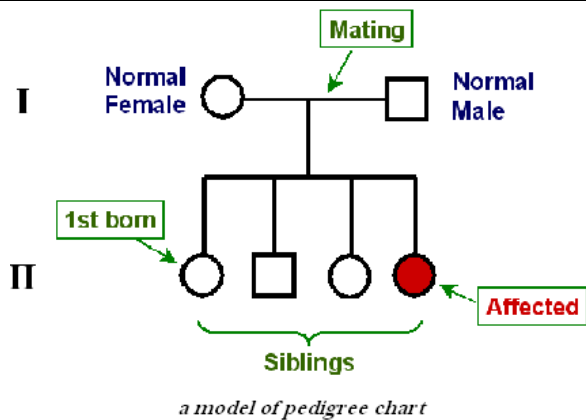 Mating
Normal
Female
Normal
Male
I
1st born
II
Affected
Siblings
a model of pedigree chart